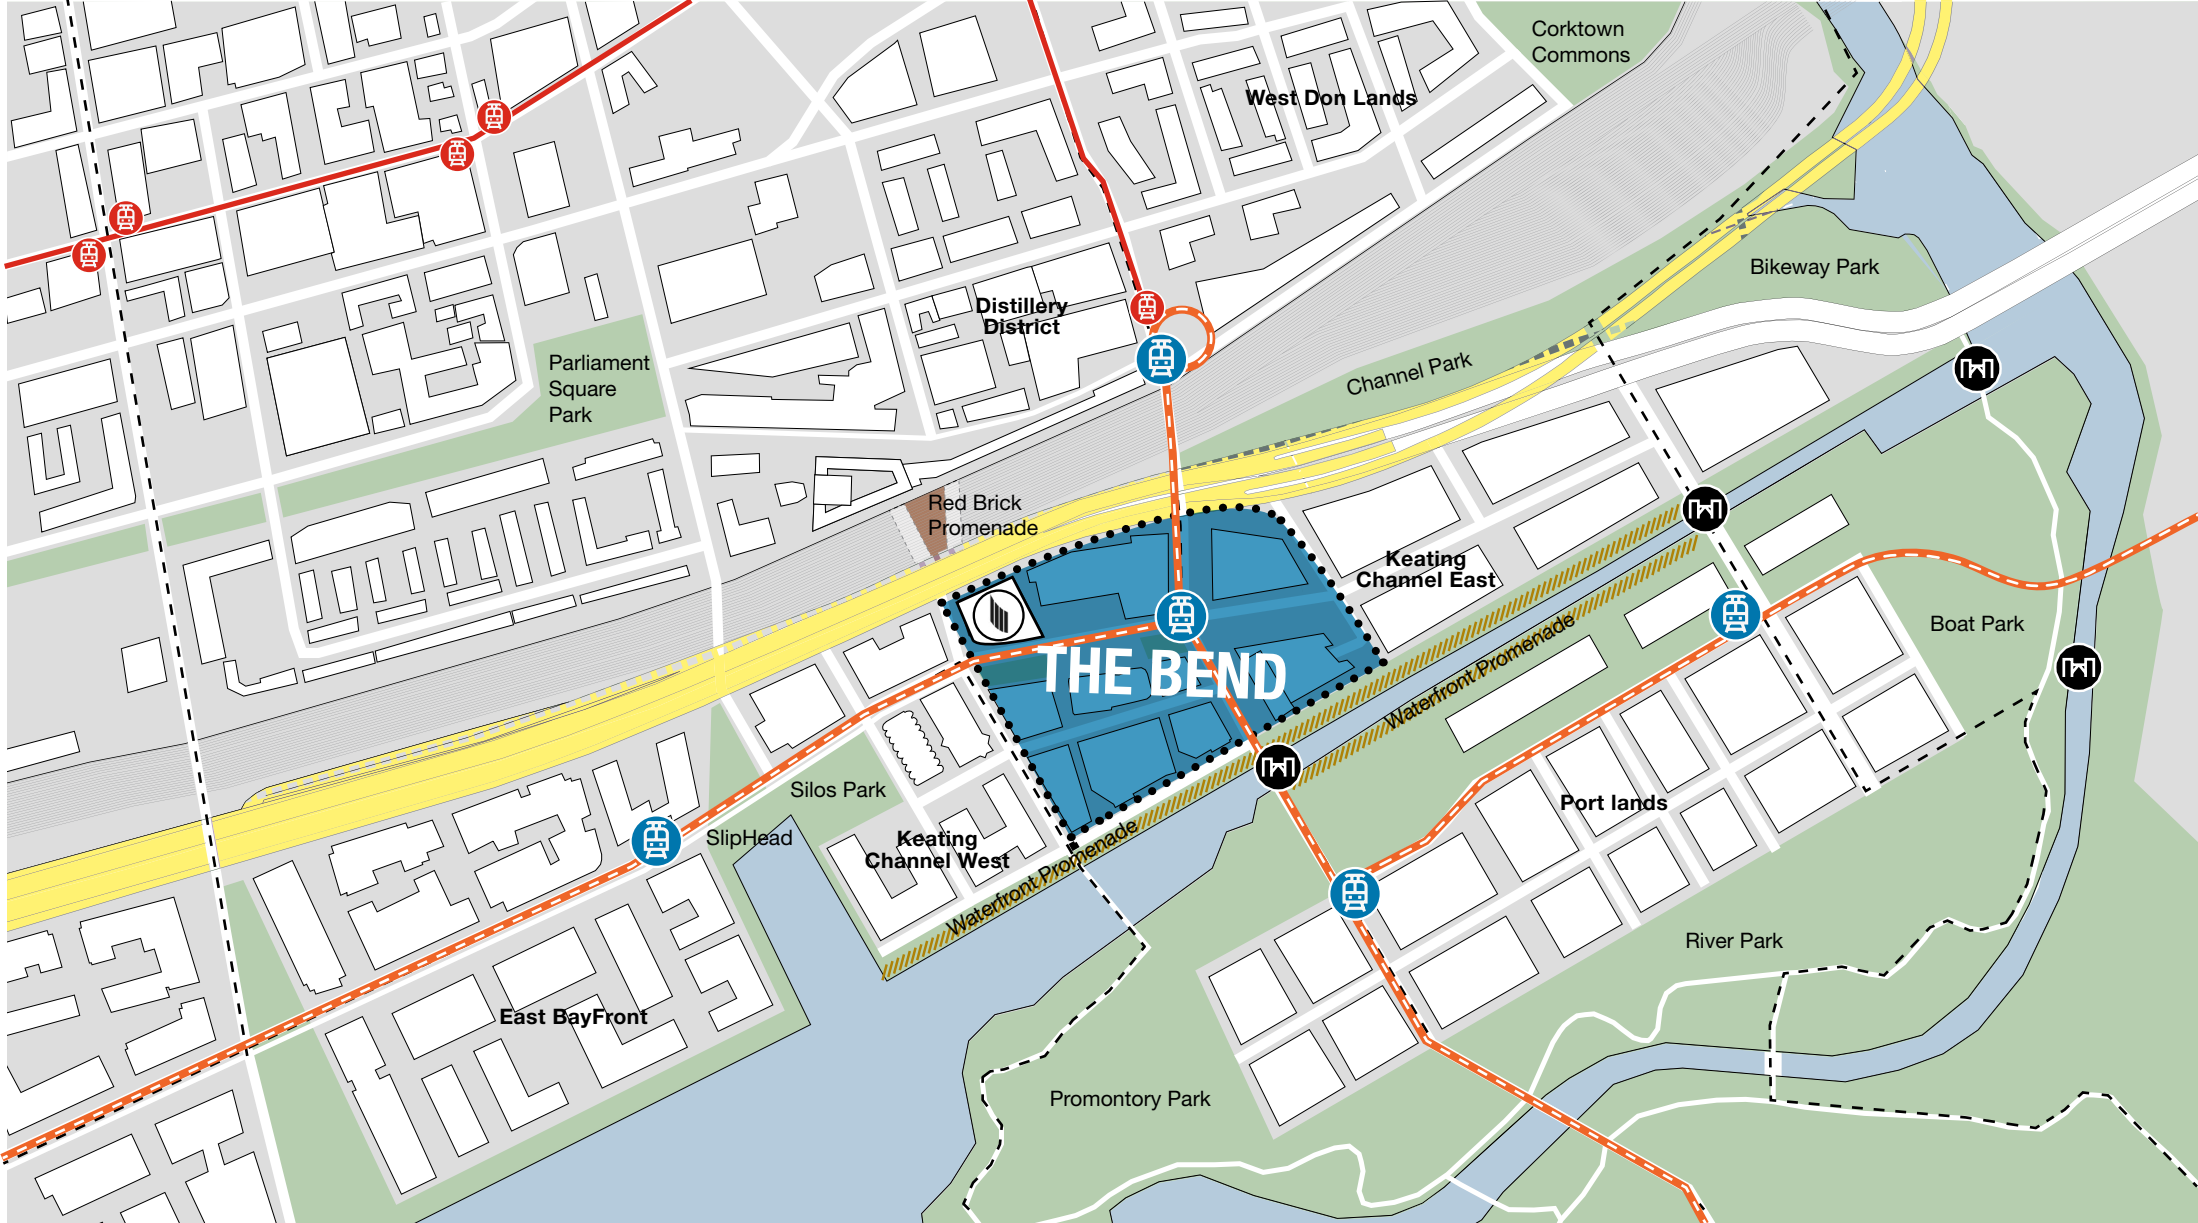 Corktown
Commons
West Don Lands
Bikeway Park
Distillery
District
Parliament
Square
Park
Channel Park
Red Brick
Promenade
Keating
Channel East
Boat Park
THE BEND
Waterfront Promenade
Silos Park
SlipHead
Port lands
Keating
Channel West
Waterfront Promenade
River Park
East BayFront
Promontory Park